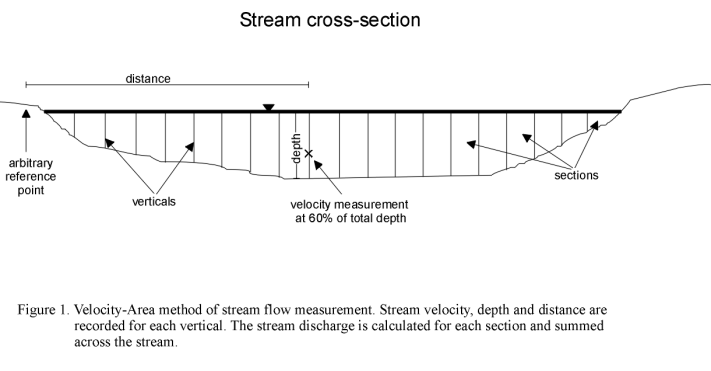 Stream cross-section
distance
depth
arbitrary
reference
point
verticals
velocity measurement
at 60% of total depth
sections
Figure 1. Velocity-Area method of stream flow measurement. Stream velocity, depth and distance are
recorded for each vertical. The stream discharge is calculated for each section and summed
across the stream.